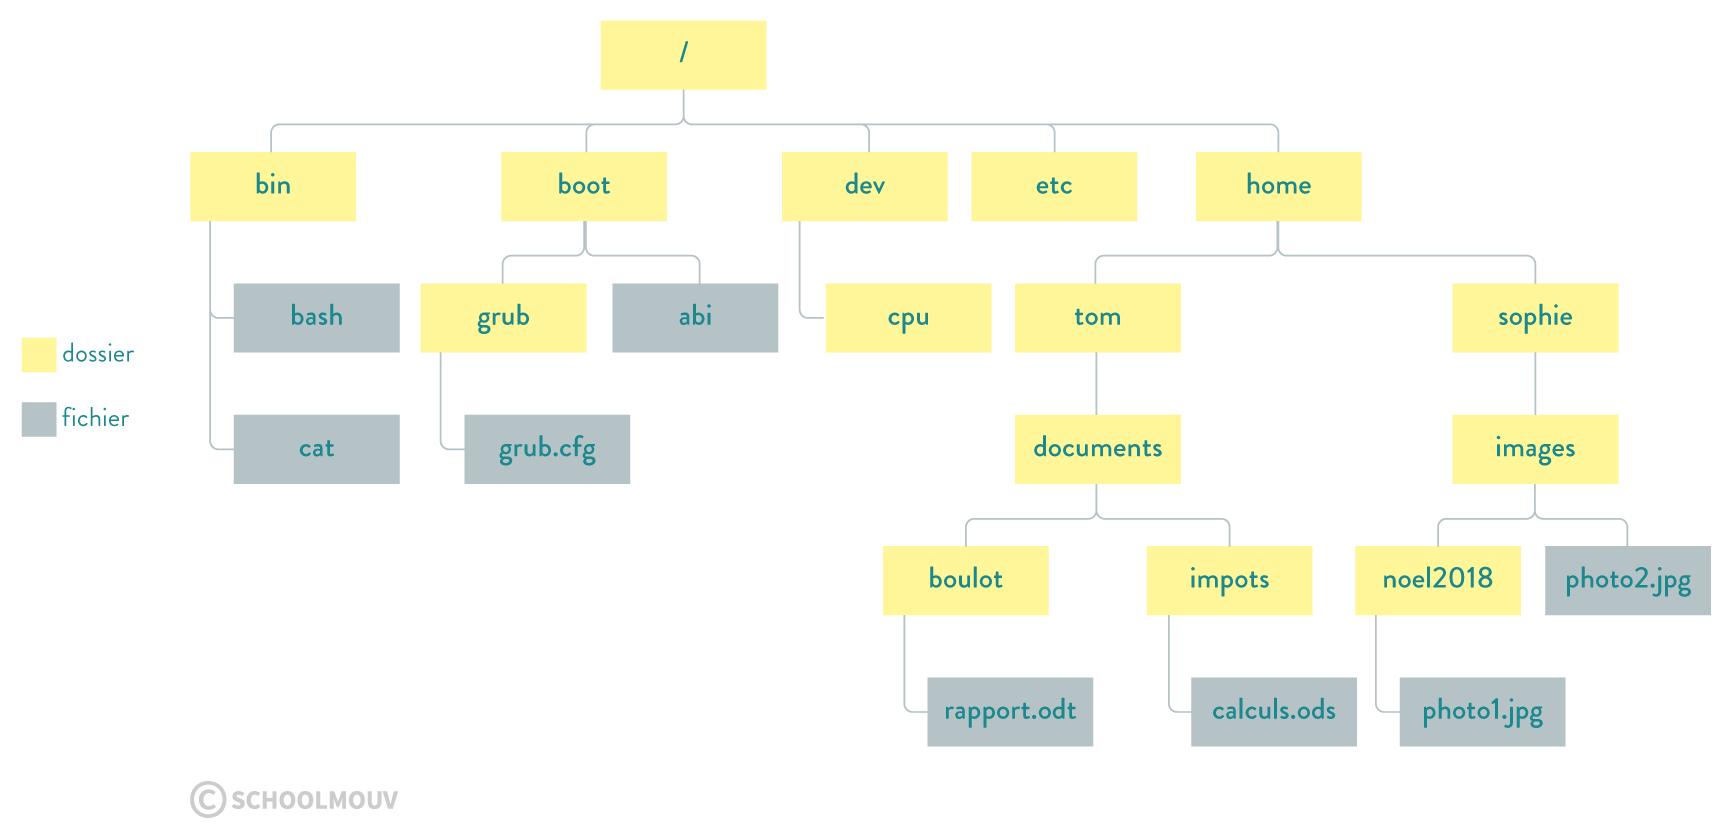 /
bin
boot
dev
etc
home
bash
grub
abi
cpu
tom
sophie
dossier
fichier
cat
grub.cfg
documents
images
boulot
impots
noel2018
photo2.jpg
rapport.odt
calculs.ods
photo1.jpg
© SCHOOLMOUV